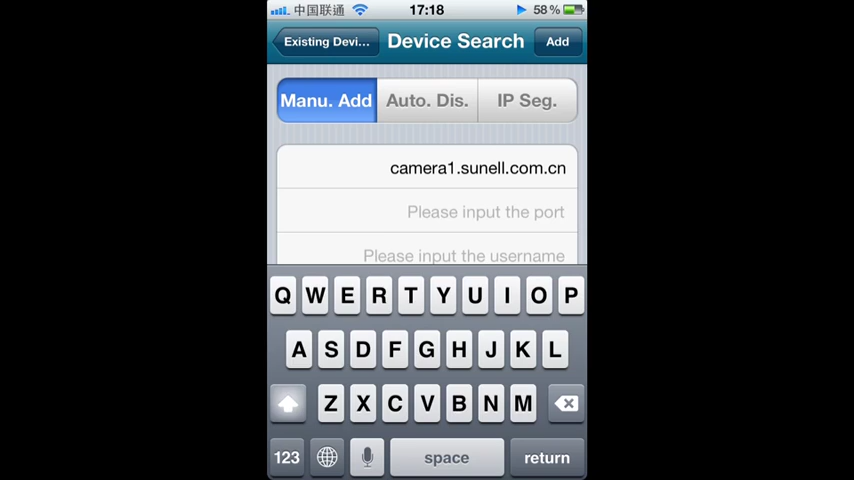 中国联通 17:18 58%
Existing Devi... Device Search Add
Manu. Add Auto. Dis. IP Seg.
camera1.sunell.com.cn
Please input the port
Please input the username
Q W E R T Y U I O P
A S D F G H J K L
Z X C V B N M
123 space return